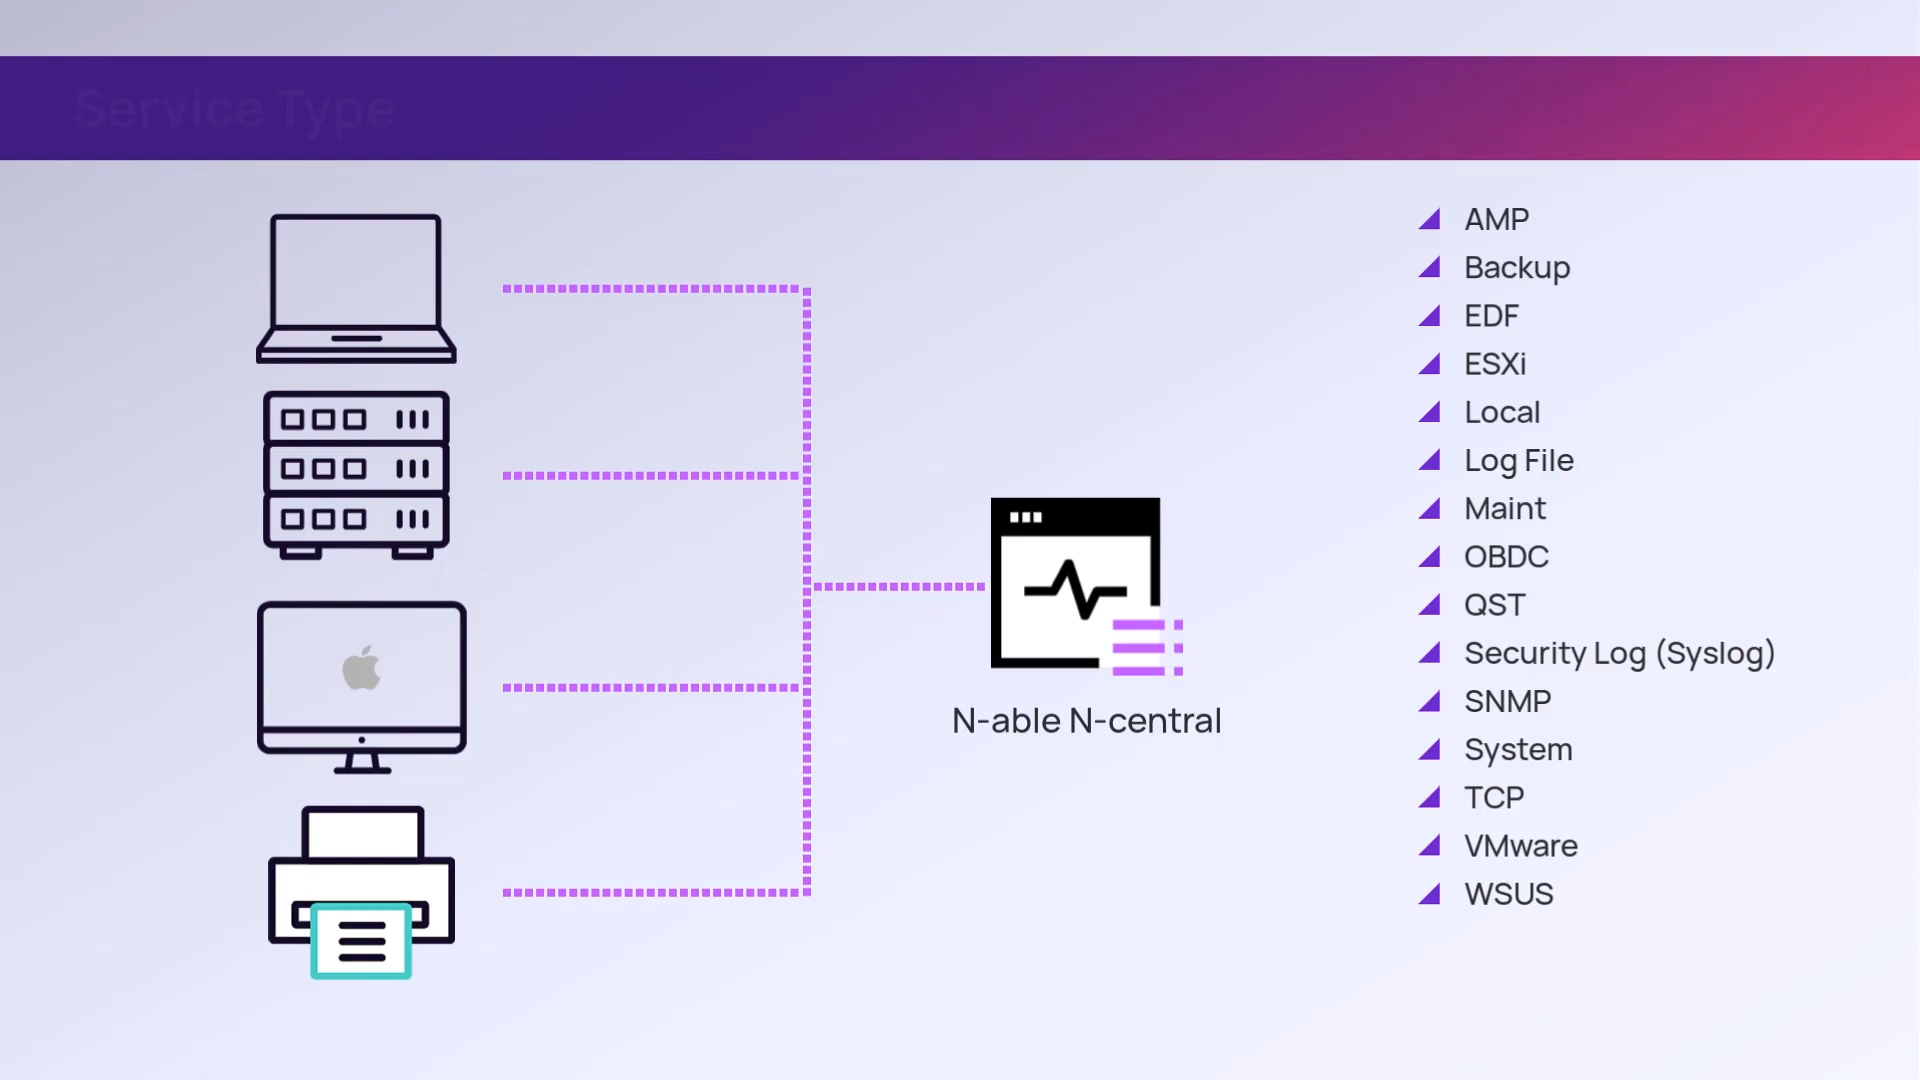 Service Type
AMP
Backup
EDF
ESXi
Local
Log File
Maint
OBDC
QST
Security Log (Syslog)
SNMP
System
TCP
VMware
WSUS
N-able N-central